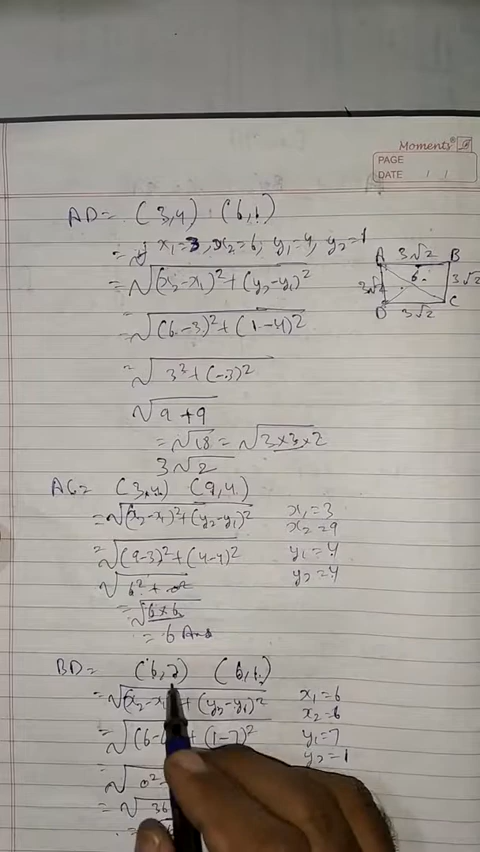 Moments
PAGE
DATE / /
AD = (3,4) (6,1)
= x₁=3, x₂=6, y₁=4, y₂=1
= √(x₂-x₁)²+(y₂-y₁)²
= √(6-3)²+(1-4)²
= √3²+(-3)²
√9+9
= √18 = √3×3×2
3√2
A 3√2 B
3√2 6 3√2
D 3√2 C
AC= (3,4) (9,4)
= √(x₂-x₁)²+(y₂-y₁)² x₁=3
x₂=9
= √(9-3)²+(4-4)² y₁=4
y₂=4
√6²+0²
= √6×6
= 6 Ans
BD= (6,7) (6,1)
= √(x₂-x₁)²+(y₂-y₁)² x₁=6
x₂=6
= √(6- + (1-7)² y₁=7
y₂=1
= √0²
= √36
=